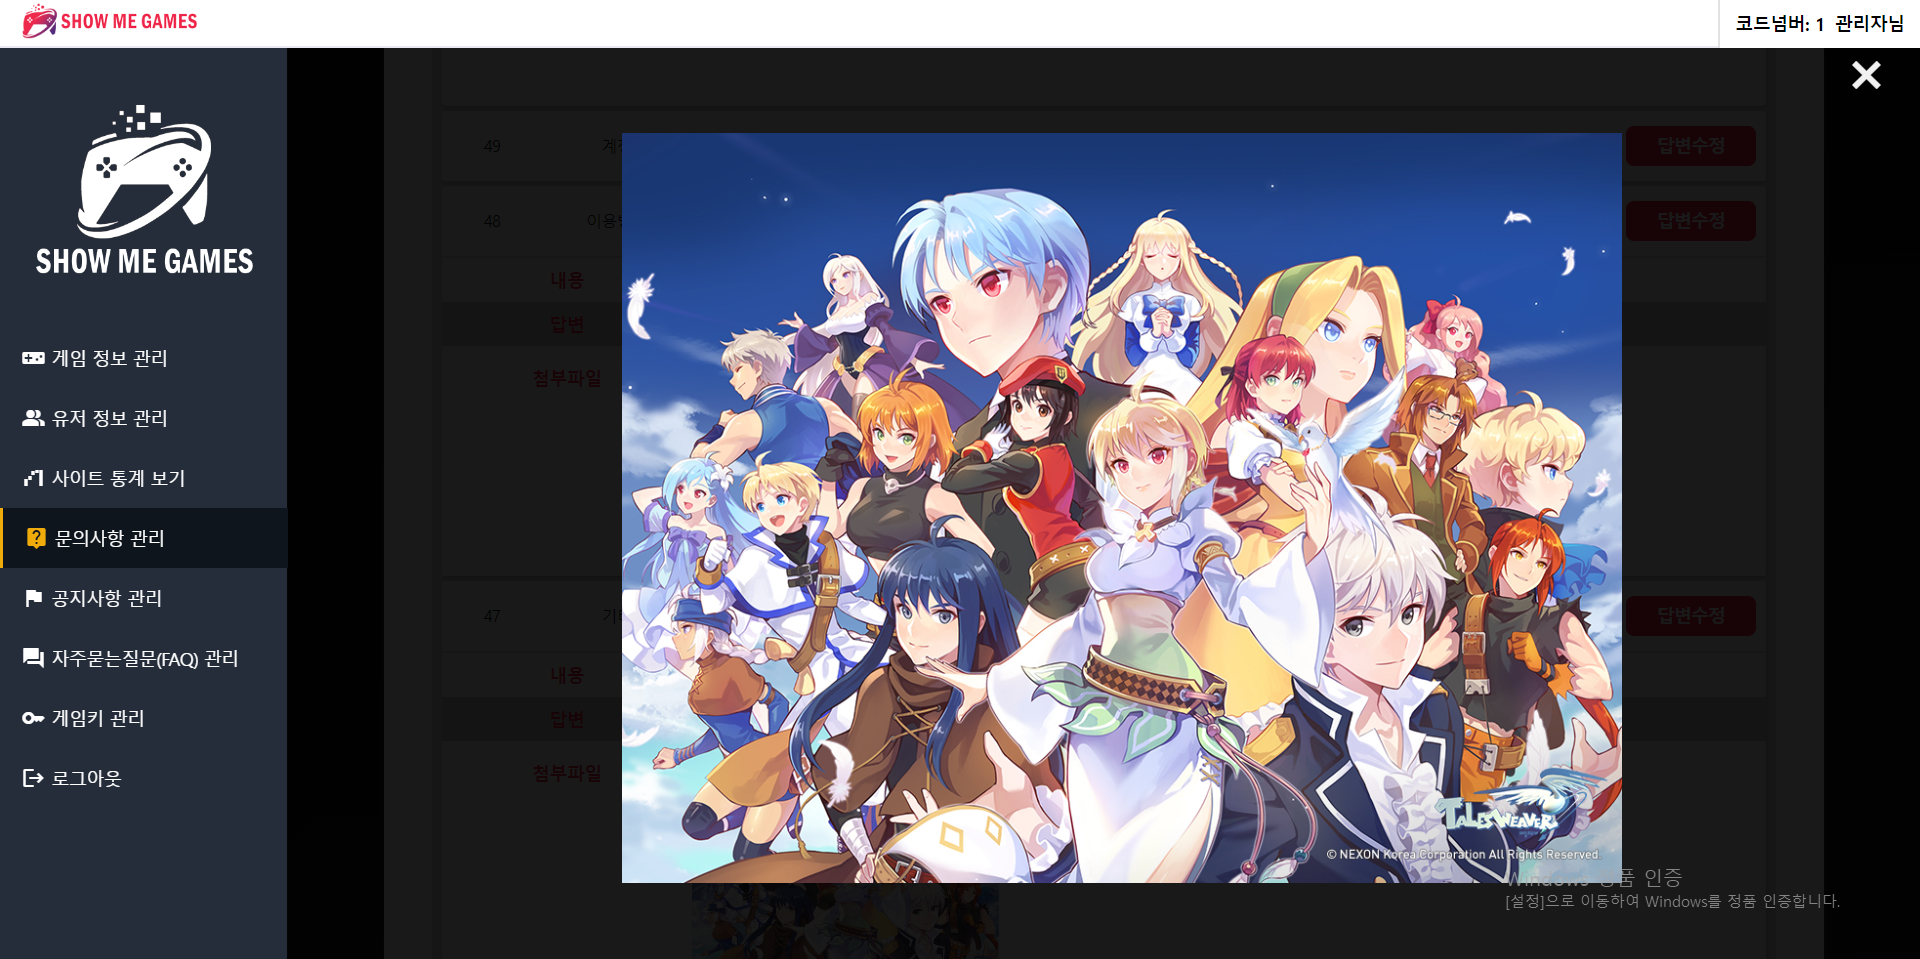 SHOW ME GAMES
코드넘버: 1 관리자님
SHOW ME GAMES
게임 정보 관리
유저 정보 관리
사이트 통계 보기
문의사항 관리
공지사항 관리
자주묻는질문(FAQ) 관리
게임키 관리
로그아웃
49
답변수정
48
이용
답변수정
내용
답변
첨부파일
47
답변수정
내용
답변
첨부파일
TALESWEAVER
© NEXON Korea Corporation All Rights Reserved
Windows 정품 인증
[설정]으로 이동하여 Windows를 정품 인증합니다.